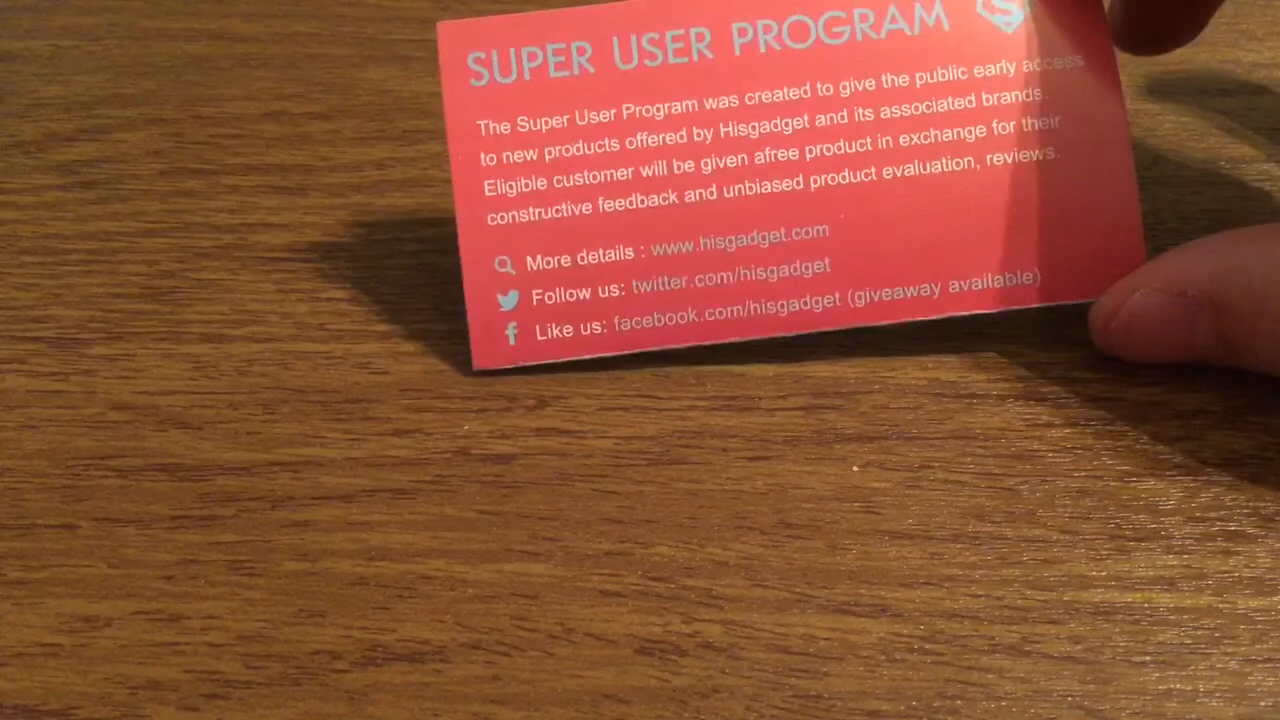 SUPER USER PROGRAM S
The Super User Program was created to give the public early access
to new products offered by Hisgadget and its associated brands.
Eligible customer will be given afree product in exchange for their
constructive feedback and unbiased product evaluation, reviews.
More details : www.hisgadget.com
Follow us: twitter.com/hisgadget
Like us: facebook.com/hisgadget (giveaway available)